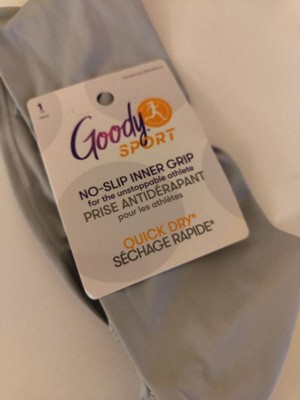 1
Goody®
SPORT
NO-SLIP INNER GRIP
for the unstoppable athlete
PRISE ANTIDÉRAPANT
pour les athlètes
QUICK DRY*
SÉCHAGE RAPIDE*